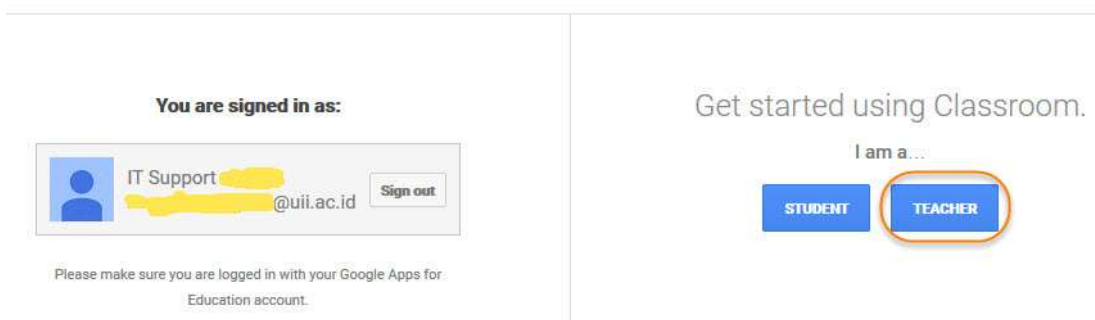 You are signed in as:
IT Support
@uii.ac.id
Sign out
Please make sure you are logged in with your Google Apps for
Education account.
Get started using Classroom.
I am a...
STUDENT
TEACHER